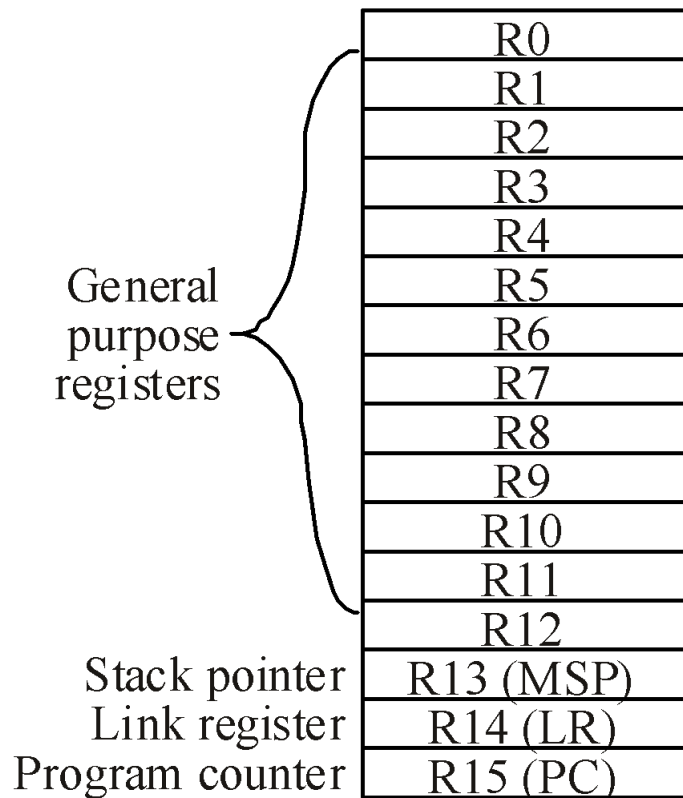 R0
R1
R2
R3
R4
General
R5
purpose
R6
registers
R7
R8
R9
R10
R11
R12
Stack pointer R13 (MSP)
Link register R14 (LR)
Program counter R15 (PC)